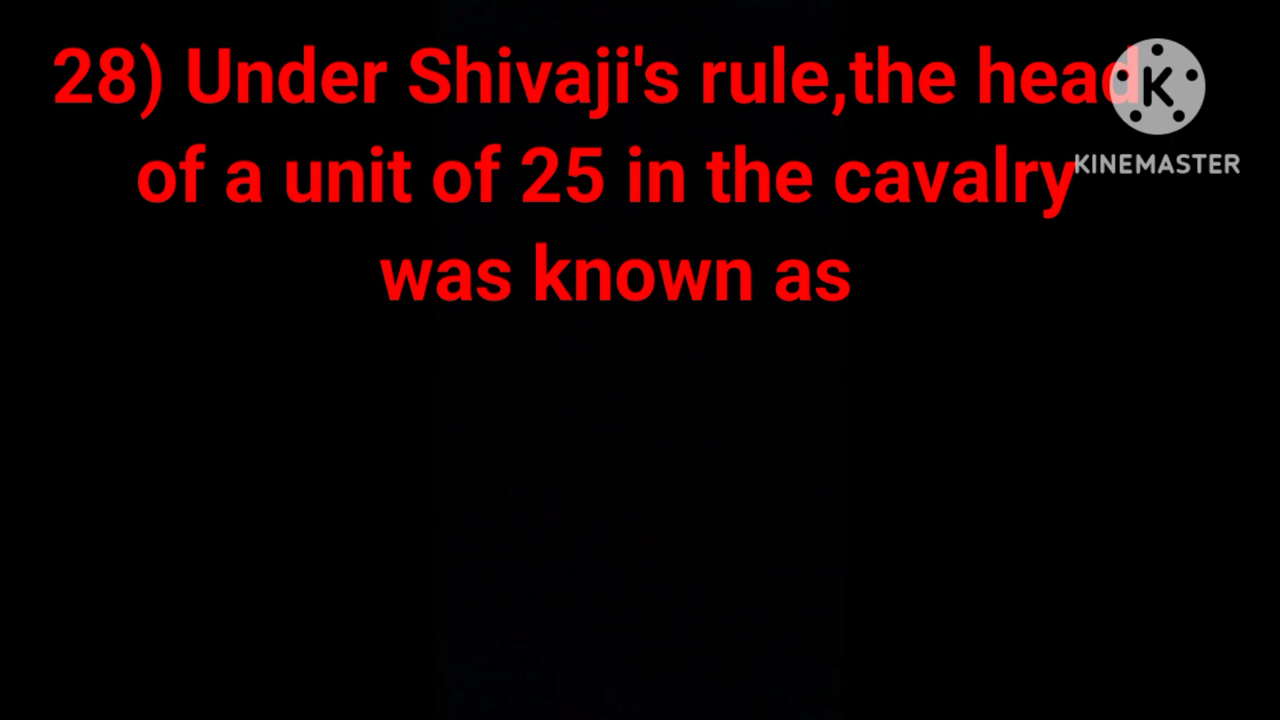 28) Under Shivaji's rule,the head
of a unit of 25 in the cavalry
was known as
K
KINEMASTER